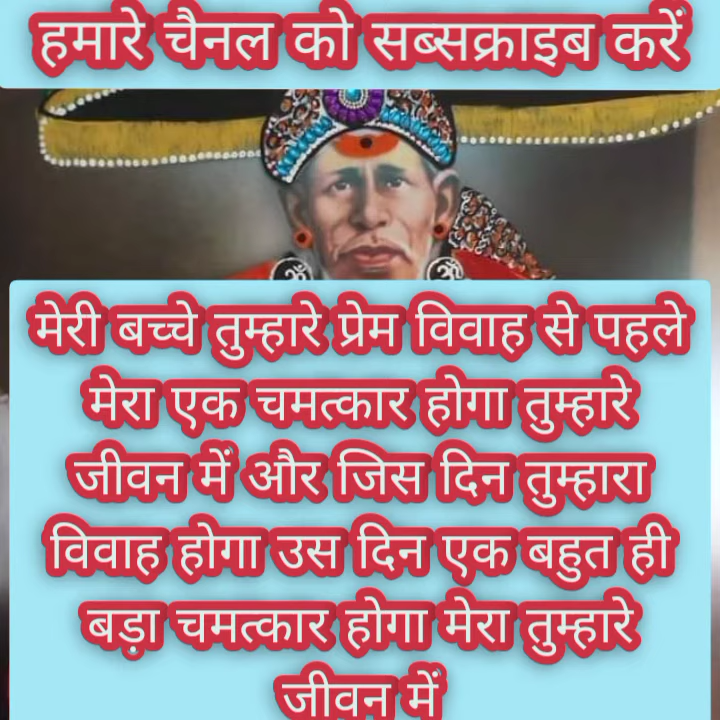 हमारे चैनल को सब्सक्राइब करें
ॐ
ॐ
मेरी बच्चे तुम्हारे प्रेम विवाह से पहले
मेरा एक चमत्कार होगा तुम्हारे
जीवन में और जिस दिन तुम्हारा
विवाह होगा उस दिन एक बहुत ही
बड़ा चमत्कार होगा मेरा तुम्हारे
जीवन में